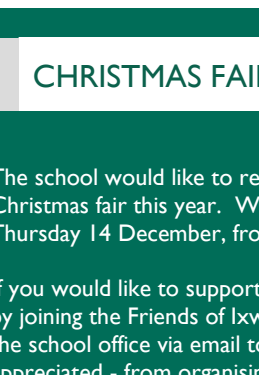 CHRISTMAS FAI
The school would like to re
Christmas fair this year. W
Thursday 14 December, fro
If you would like to support
by joining the Friends of Ixw
the school office via email to
appreciated - from organisin